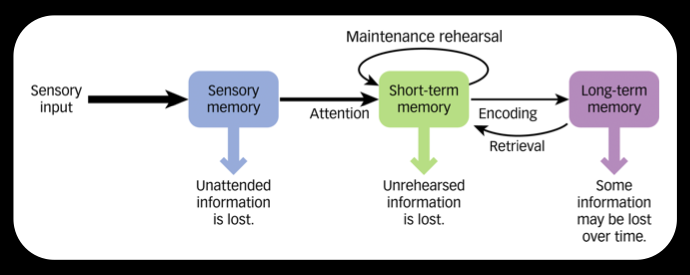 Maintenance rehearsal
Sensory
input
Sensory
memory
Attention
Short-term
memory
Encoding
Retrieval
Long-term
memory
Unattended
information
is lost.
Unrehearsed
information
is lost.
Some
information
may be lost
over time.